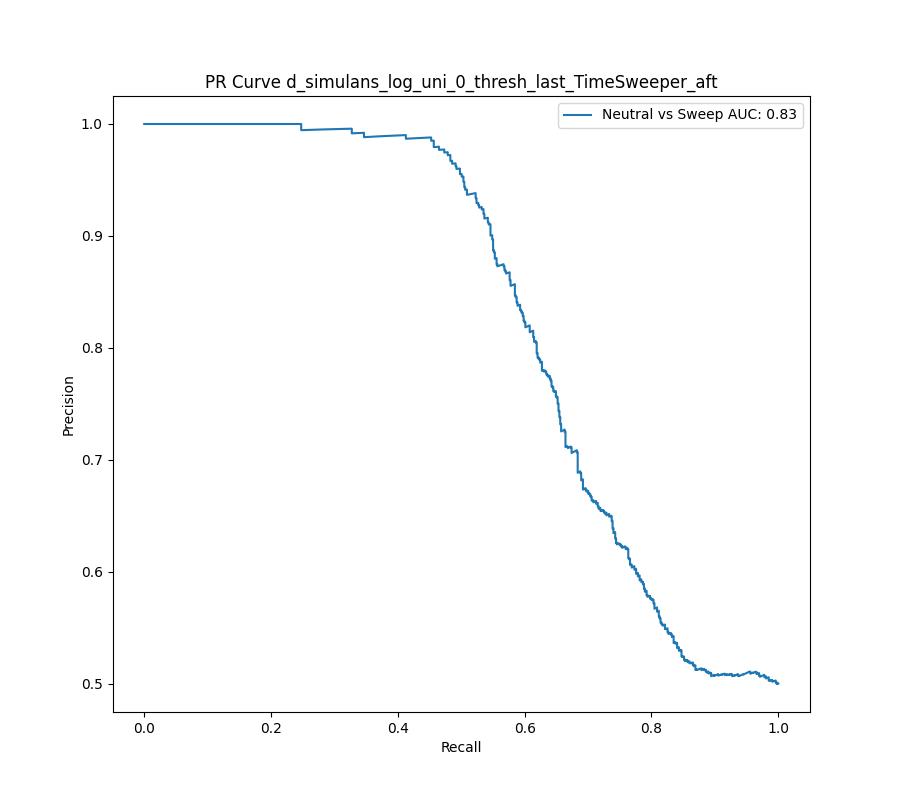 PR Curve d_simulans_log_uni_0_thresh_last_TimeSweeper_aft
Neutral vs Sweep AUC: 0.83
1.0
0.9
0.8
0.7
0.6
0.5
Precision
0.0 0.2 0.4 0.6 0.8 1.0
Recall